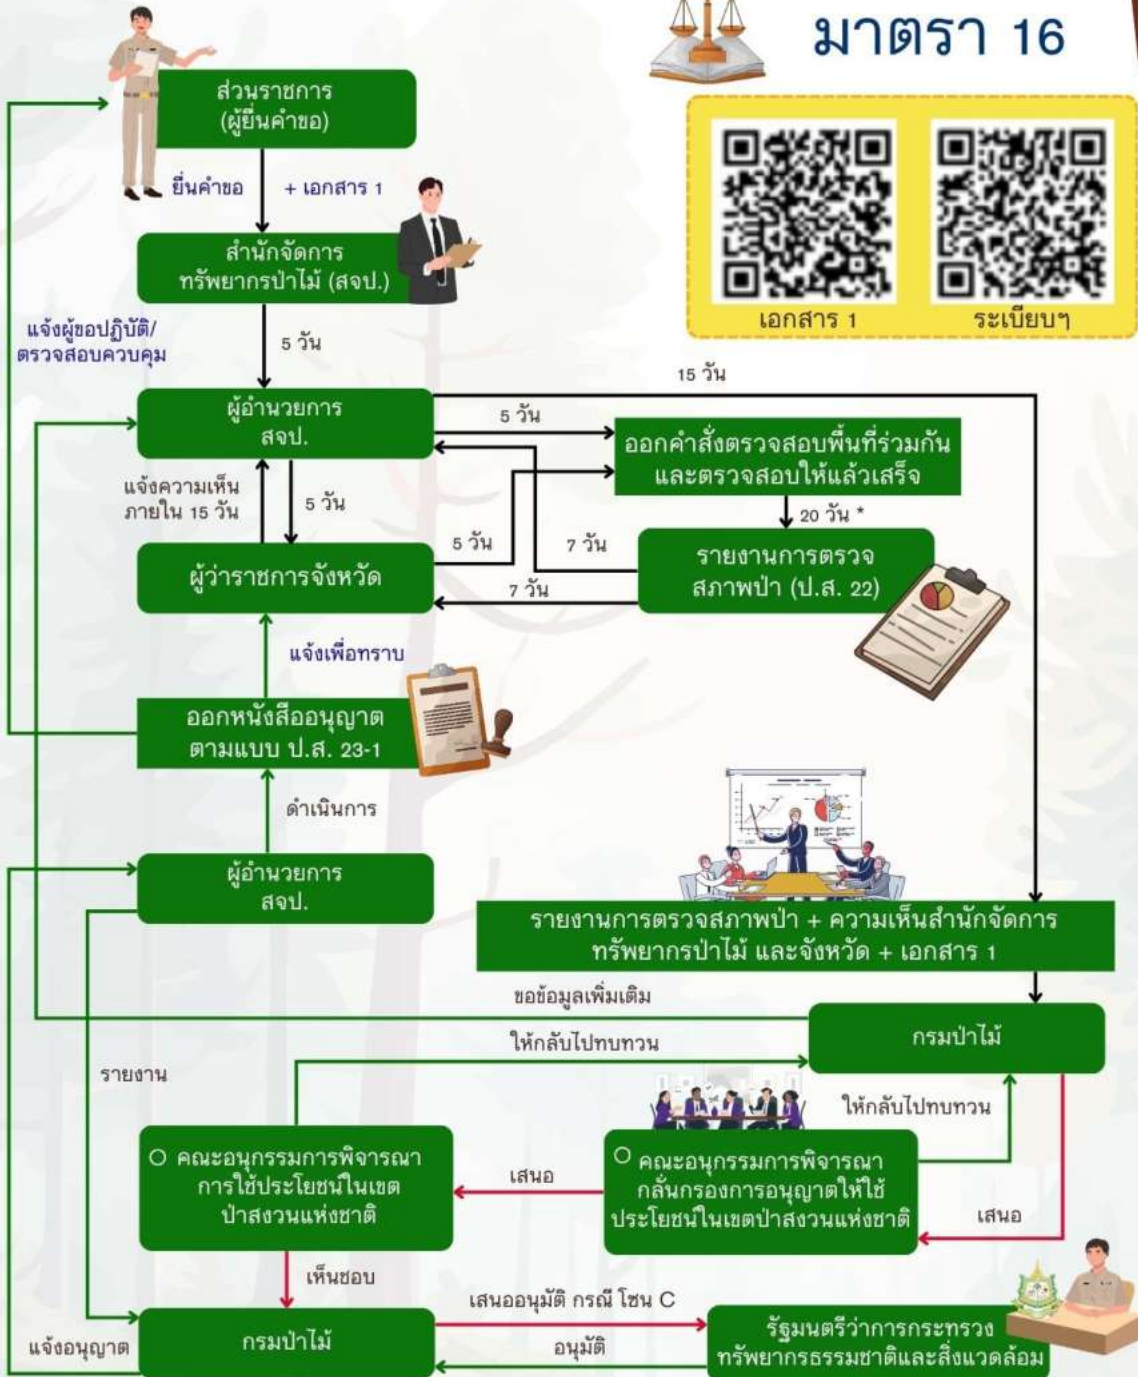 มาตรา 16
ส่วนราชการ
(ผู้ยื่นคำขอ)
ยื่นคำขอ
+ เอกสาร 1
สำนักจัดการ
ทรัพยากรป่าไม้ (สจป.)
เอกสาร 1
ระเบียบฯ
แจ้งผู้ขอปฏิบัติ/
ตรวจสอบควบคุม
5 วัน
15 วัน
ผู้อำนวยการ
สจป.
5 วัน
ออกคำสั่งตรวจสอบพื้นที่ร่วมกัน
และตรวจสอบให้แล้วเสร็จ
แจ้งความเห็น
ภายใน 15 วัน
5 วัน
20 วัน *
5 วัน
7 วัน
รายงานการตรวจ
สภาพป่า (ป.ส. 22)
ผู้ว่าราชการจังหวัด
7 วัน
แจ้งเพื่อทราบ
ออกหนังสืออนุญาต
ตามแบบ ป.ส. 23-1
ดำเนินการ
ผู้อำนวยการ
สจป.
รายงานการตรวจสภาพป่า + ความเห็นสำนักจัดการ
ทรัพยากรป่าไม้ และจังหวัด + เอกสาร 1
ขอข้อมูลเพิ่มเติม
กรมป่าไม้
ให้กลับไปทบทวน
รายงาน
ให้กลับไปทบทวน
คณะอนุกรรมการพิจารณา
การใช้ประโยชน์ในเขต
ป่าสงวนแห่งชาติ
เสนอ
คณะอนุกรรมการพิจารณา
กลั่นกรองการอนุญาตให้ใช้
ประโยชน์ในเขตป่าสงวนแห่งชาติ
เสนอ
เห็นชอบ
เสนออนุมัติ กรณี โซน C
กรมป่าไม้
แจ้งอนุญาต
อนุมัติ
รัฐมนตรีว่าการกระทรวง
ทรัพยากรธรรมชาติและสิ่งแวดล้อม